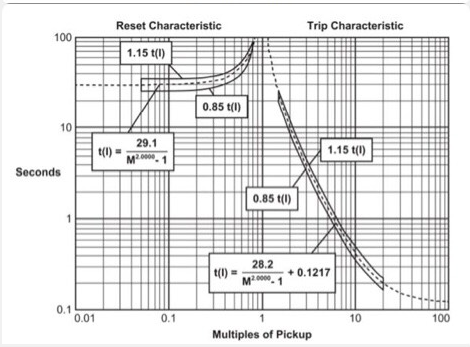 Reset Characteristic
Trip Characteristic
100
1.15 t(I)
0.85 t(I)
10
t(I) = 29.1
M2.0000 - 1
1.15 t(I)
Seconds
0.85 t(I)
1
t(I) = 28.2
M2.0000 - 1
+ 0.1217
0.1
0.01
0.1
1
10
100
Multiples of Pickup